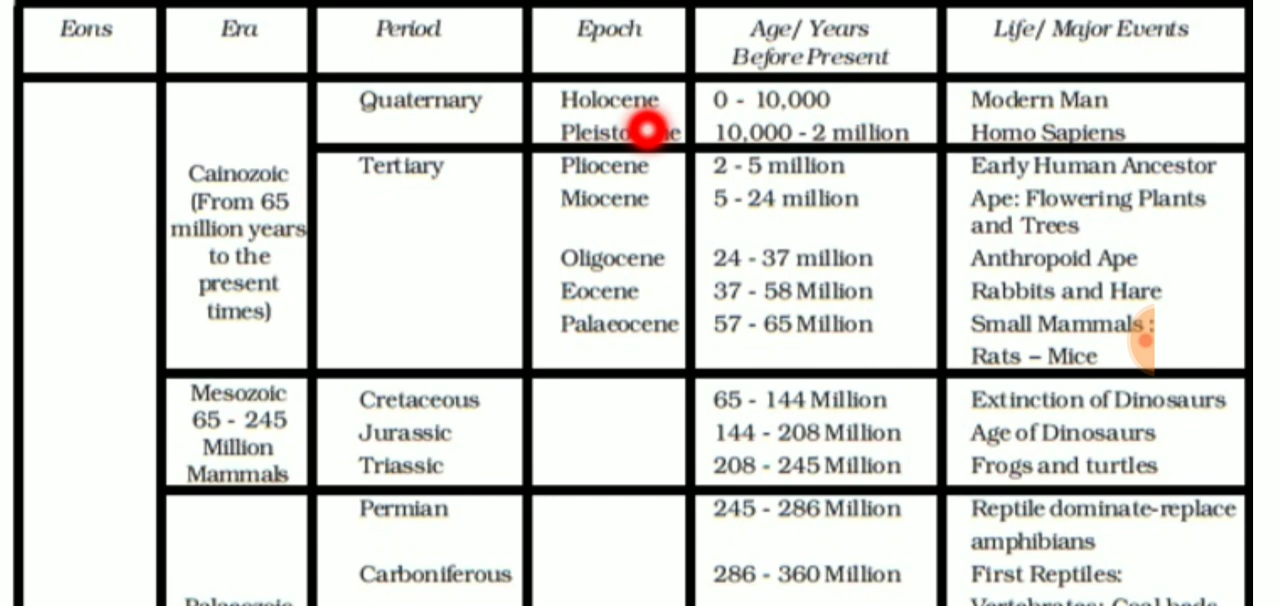 Eons Era Period Epoch Age/ Years Life/ Major Events
Before Present
Quaternary Holocene 0 - 10,000 Modern Man
10,000 - 2 million Homo Sapiens
Cainozoic
(From 65
million years
to the
present
times)
Tertiary Pliocene 2 - 5 million Early Human Ancestor
Miocene 5 - 24 million Ape: Flowering Plants
and Trees
Oligocene 24 - 37 million Anthropoid Ape
Eocene 37 - 58 Million Rabbits and Hare
Palaeocene 57 - 65 Million Small Mammals :
Rats – Mice
Mesozoic
65 - 245
Million
Mammals
Cretaceous 65 - 144 Million Extinction of Dinosaurs
Jurassic 144 - 208 Million Age of Dinosaurs
Triassic 208 - 245 Million Frogs and turtles
Permian 245 - 286 Million Reptile dominate-replace
amphibians
Carboniferous 286 - 360 Million First Reptiles: